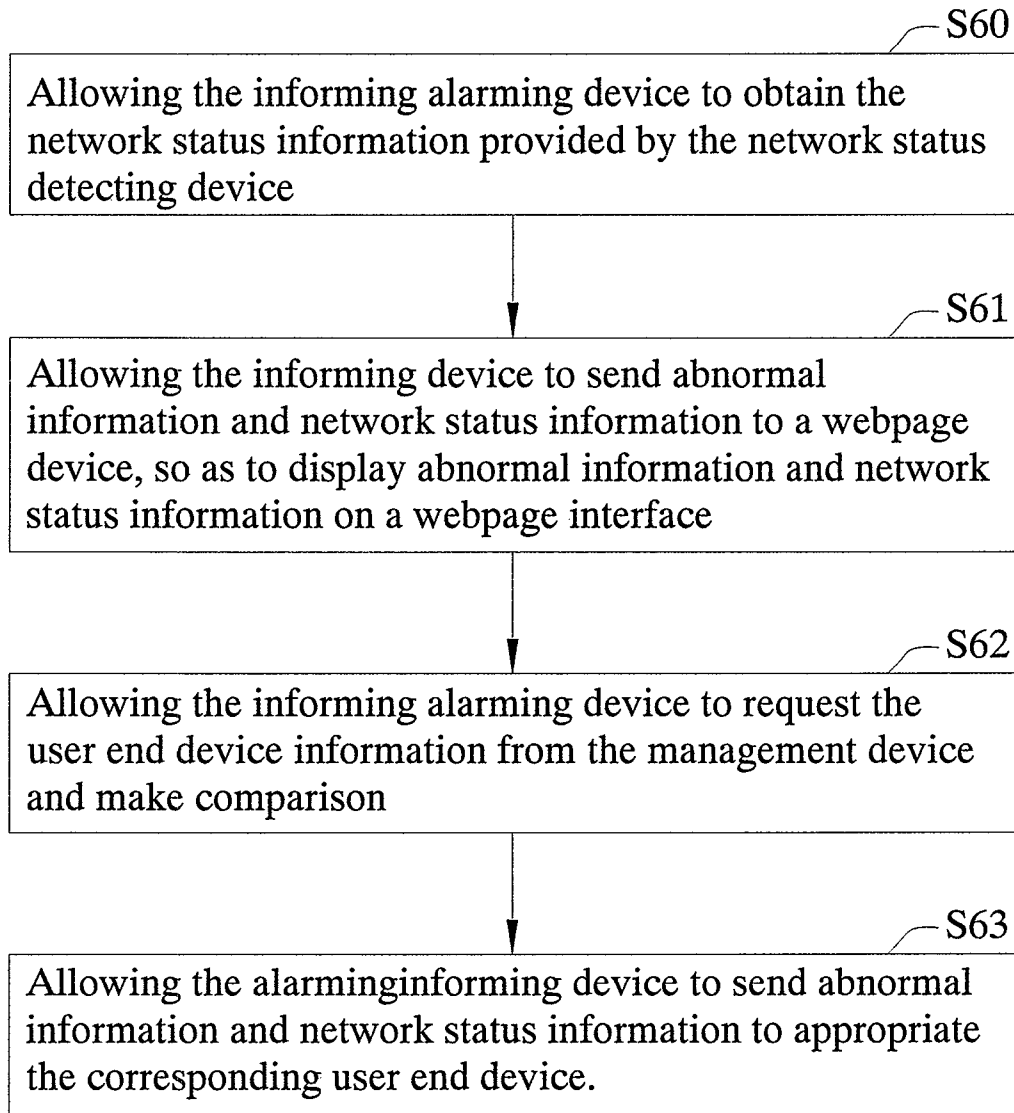 S60
Allowing the informing alarming device to obtain the
network status information provided by the network status
detecting device
S61
Allowing the informing device to send abnormal
information and network status information to a webpage
device, so as to display abnormal information and network
status information on a webpage interface
S62
Allowing the informing alarming device to request the
user end device information from the management device
and make comparison
S63
Allowing the alarminginforming device to send abnormal
information and network status information to appropriate
the corresponding user end device.